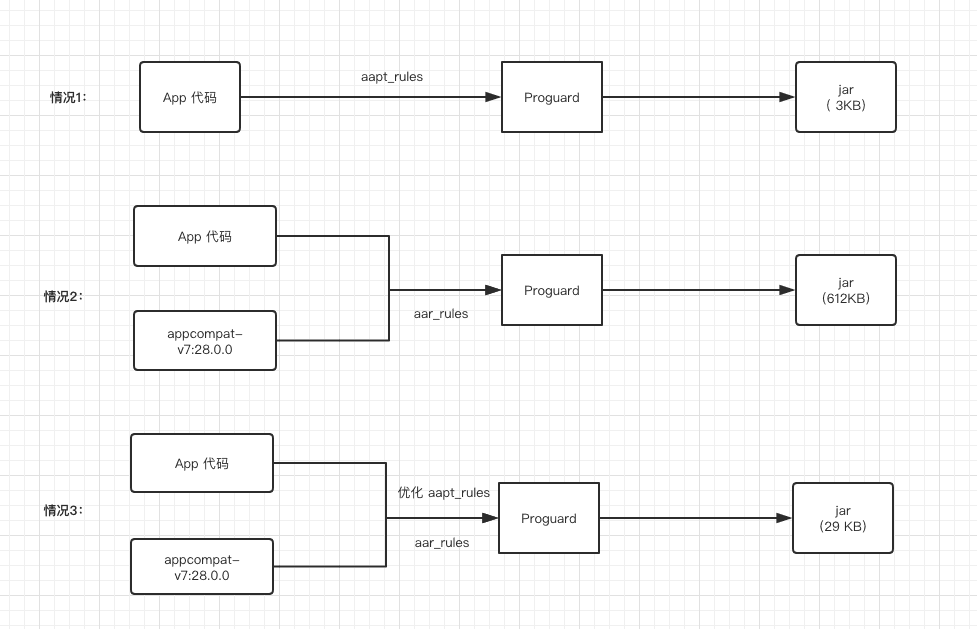 情况1：
App 代码
aapt_rules
Proguard
jar
( 3KB)
情况2：
App 代码
appcompat-
v7:28.0.0
aar_rules
Proguard
jar
(612KB)
情况3：
App 代码
appcompat-
v7:28.0.0
优化 aapt_rules
aar_rules
Proguard
jar
(29 KB)